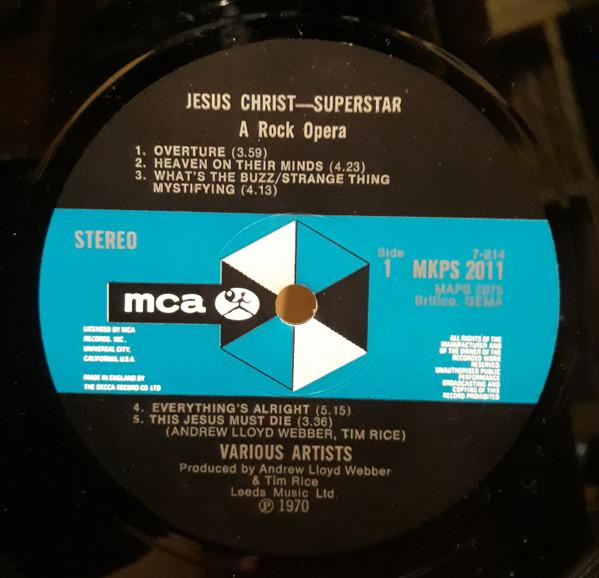 JESUS CHRIST—SUPERSTAR
A Rock Opera
1. OVERTURE (3.59)
2. HEAVEN ON THEIR MINDS (4.23)
3. WHAT'S THE BUZZ/STRANGE THING
MYSTIFYING (4.13)
STEREO
mca
LICENSED BY MCA
RECORDS, INC.,
UNIVERSAL CITY,
CALIFORNIA, U.S.A.
MADE IN ENGLAND BY
THE DECCA RECORD CO LTD
Side
1
7-214
MKPS 2011
MAPS 2075
Britico, GEMA
ALL RIGHTS OF THE
MANUFACTURER AND
OF THE OWNER OF THE
RECORDED WORK
RESERVED.
UNAUTHORISED PUBLIC
PERFORMANCE
BROADCASTING AND
COPYING OF THIS
RECORD PROHIBITED
4. EVERYTHING'S ALRIGHT (5.15)
5. THIS JESUS MUST DIE (3.36)
(ANDREW LLOYD WEBBER, TIM RICE)
VARIOUS ARTISTS
Produced by Andrew Lloyd Webber
& Tim Rice
Leeds Music Ltd.
℗ 1970